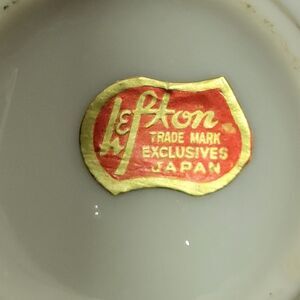 Lefton
TRADE MARK
EXCLUSIVES
JAPAN